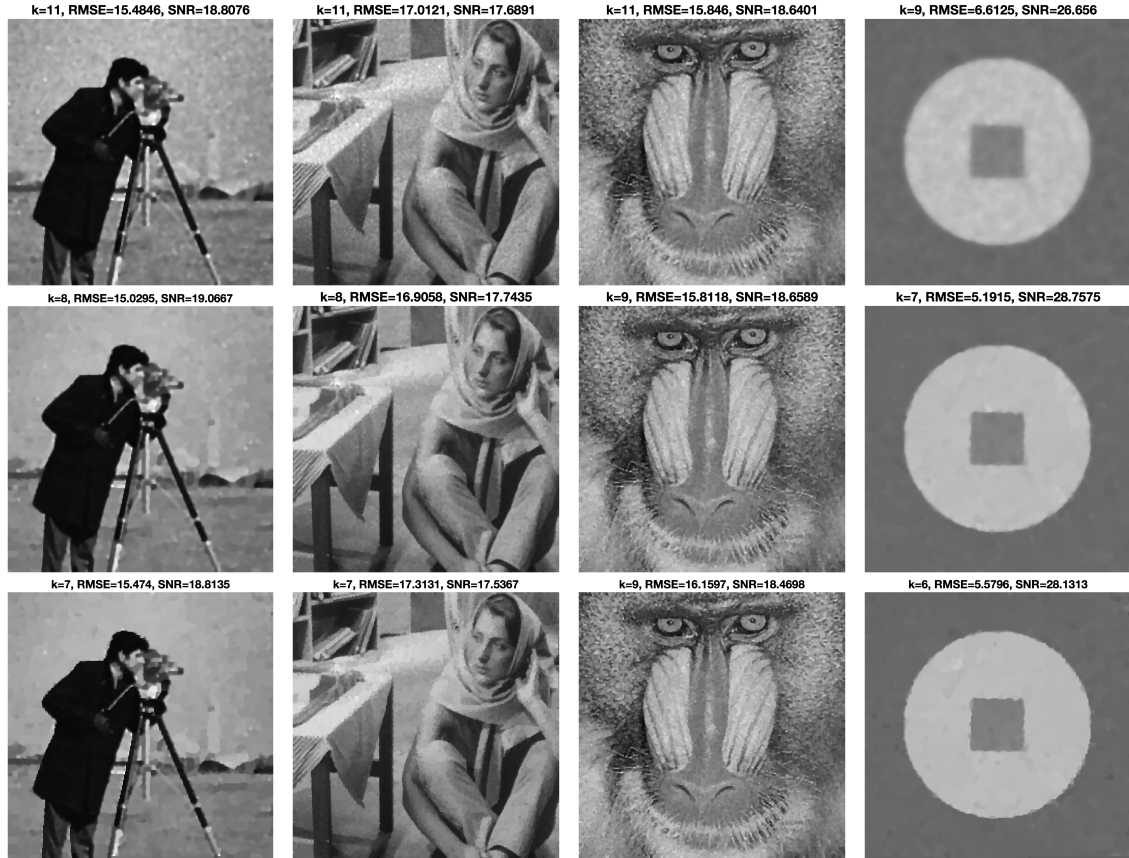 k=11, RMSE=15.4846, SNR=18.8076
k=11, RMSE=17.0121, SNR=17.6891
k=11, RMSE=15.846, SNR=18.6401
k=9, RMSE=6.6125, SNR=26.656
k=8, RMSE=15.0295, SNR=19.0667
k=8, RMSE=16.9058, SNR=17.7435
k=9, RMSE=15.8118, SNR=18.6589
k=7, RMSE=5.1915, SNR=28.7575
k=7, RMSE=15.474, SNR=18.8135
k=7, RMSE=17.3131, SNR=17.5367
k=9, RMSE=16.1597, SNR=18.4698
k=6, RMSE=5.5796, SNR=28.1313